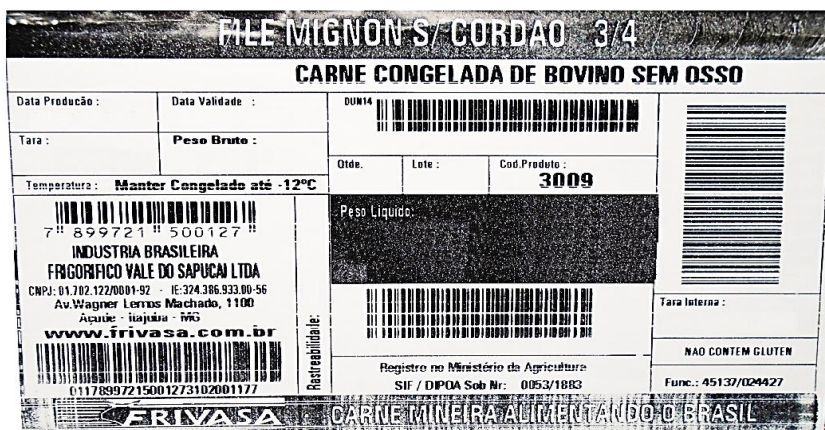 FILE MIGNON S/ CORDAO 3/4
CARNE CONGELADA DE BOVINO SEM OSSO
Data Producão :
Data Validade :
DUN14
Tara :
Peso Bruto :
Qtde.
Lote :
Cod.Produto :
3009
Temperatura : Manter Congelado até -12ºC
Peso Liquido:
7 899721 500127
INDUSTRIA BRASILEIRA
FRIGORIFICO VALE DO SAPUCAI LTDA
CNPJ: 01.702.122/0001-92 - IE:324.386.933.00-56
Av.Wagner Lemos Machado, 1100
Açude - itajuba - MG
www.frivasa.com.br
01178997215001273102001177
Rastreabilidade:
Tara Interna :
Registro no Ministério da Agricultura
SIF / DIPOA Sob Nr: 0053/1883
NAO CONTEM GLUTEN
Func.: 45137/024427
FRIVASA CARNE MINEIRA ALIMENTANDO O BRASIL